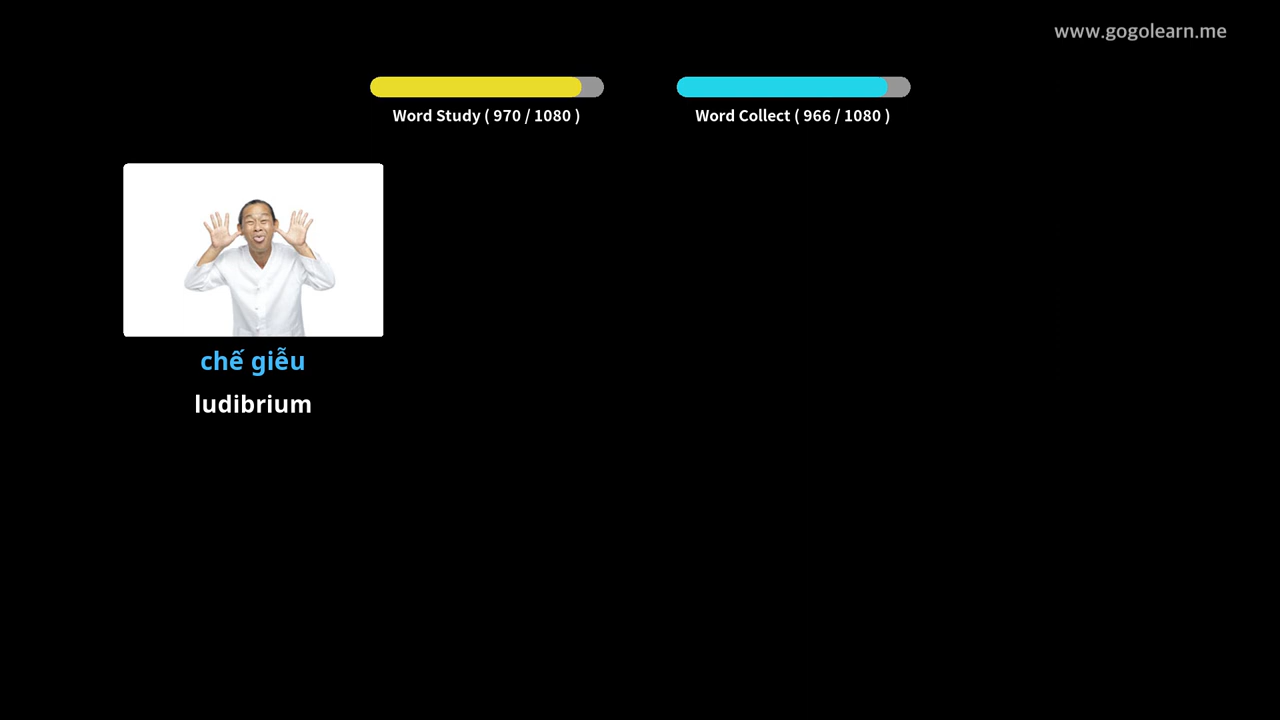 www.gogolearn.me
Word Study ( 970 / 1080 )
Word Collect ( 966 / 1080 )
chế giễu
ludibrium